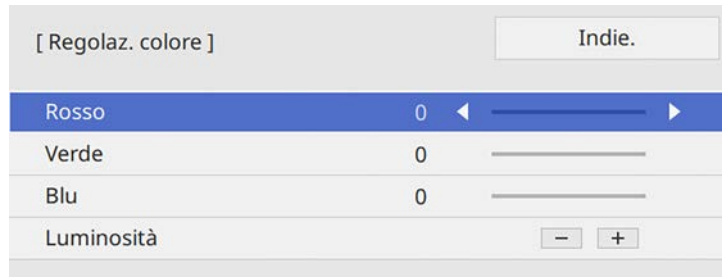 [ Regolaz. colore ]
Indie.
Rosso 0
Verde 0
Blu 0
Luminosità − +